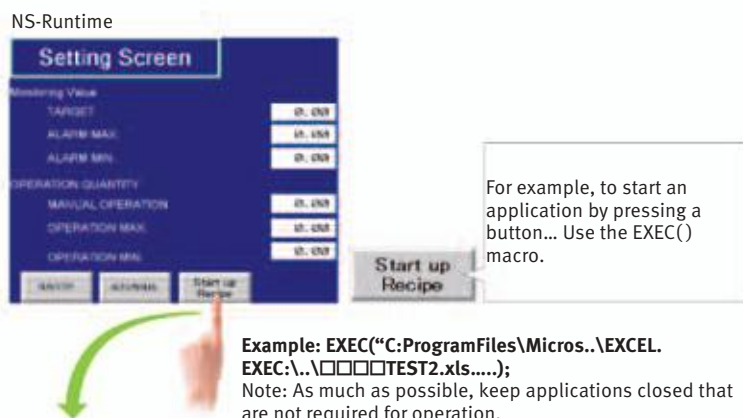 NS-Runtime
Setting Screen
Monitoring Value
TARGET
0.00
ALARM MAX.
0.00
ALARM MIN.
0.00
OPERATION QUANTITY
MANUAL OPERATION
0.00
OPERATION MAX.
0.00
OPERATION MIN.
0.00
Start up
Recipe
Start up
Recipe
For example, to start an
application by pressing a
button... Use the EXEC()
macro.
Example: EXEC(“C:ProgramFiles\Micros..\EXCEL.
EXEC:\..\□□□□TEST2.xls.....);
Note: As much as possible, keep applications closed that
are not required for operation.